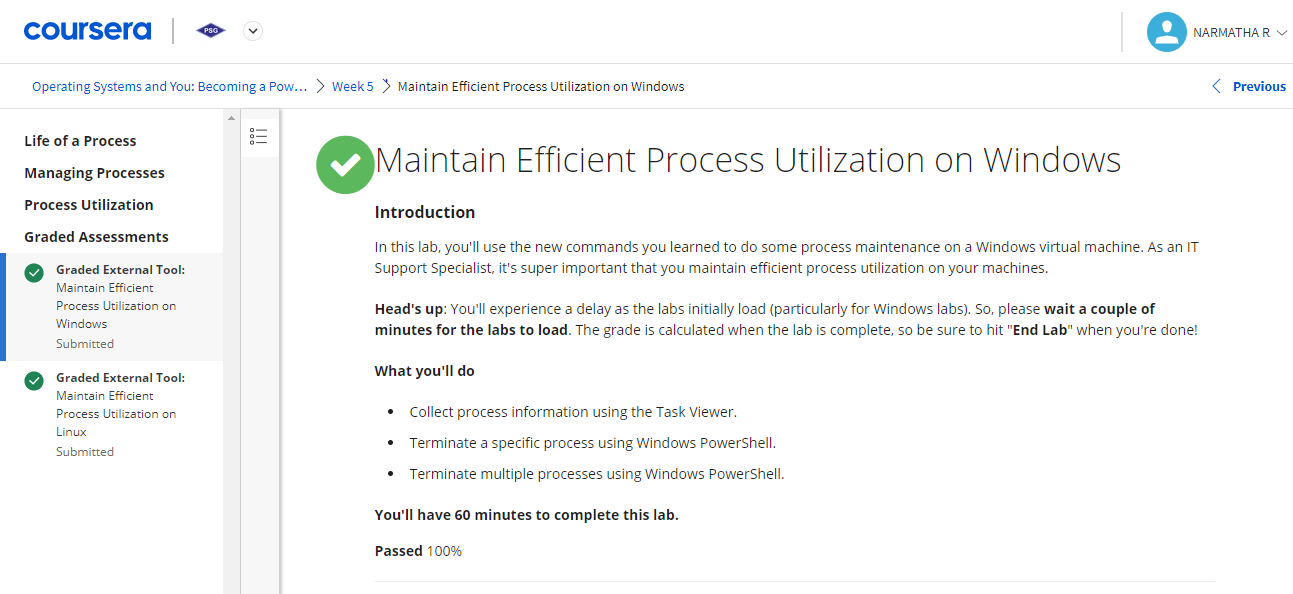 coursera
PSG
NARMATHA R
Operating Systems and You: Becoming a Pow...
Week 5
Maintain Efficient Process Utilization on Windows
Previous
Life of a Process
Managing Processes
Process Utilization
Graded Assessments
Graded External Tool:
Maintain Efficient
Process Utilization on
Windows
Submitted
Graded External Tool:
Maintain Efficient
Process Utilization on
Linux
Submitted
Maintain Efficient Process Utilization on Windows
Introduction
In this lab, you'll use the new commands you learned to do some process maintenance on a Windows virtual machine. As an IT
Support Specialist, it's super important that you maintain efficient process utilization on your machines.
Head's up: You'll experience a delay as the labs initially load (particularly for Windows labs). So, please wait a couple of
minutes for the labs to load. The grade is calculated when the lab is complete, so be sure to hit "End Lab" when you're done!
What you'll do
• Collect process information using the Task Viewer.
• Terminate a specific process using Windows PowerShell.
• Terminate multiple processes using Windows PowerShell.
You'll have 60 minutes to complete this lab.
Passed 100%